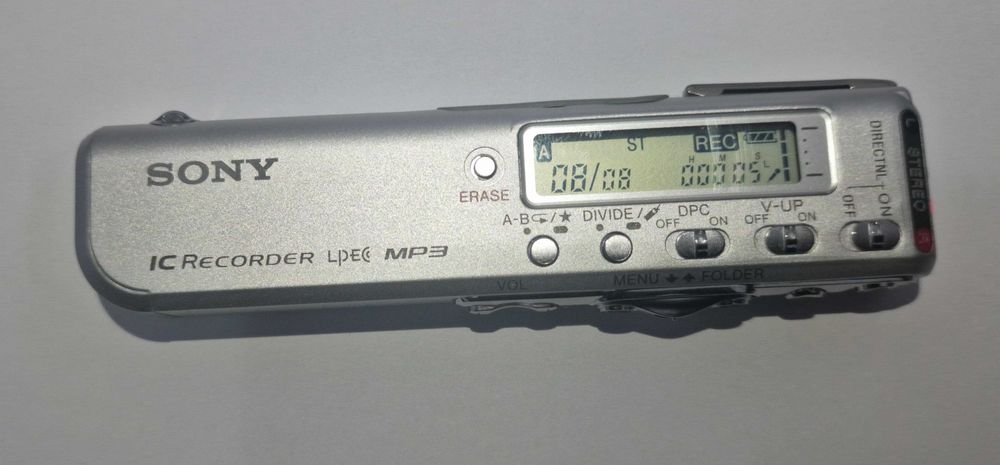 SONY
IC RECORDER LPEC MP3
ERASE
A ST REC
H M S
08/08 00005
L
A-B /★ DIVIDE/
DPC
OFF ON
V-UP
OFF ON
DIRECTNL
OFF ON
L STEREO
VOL
MENU FOLDER